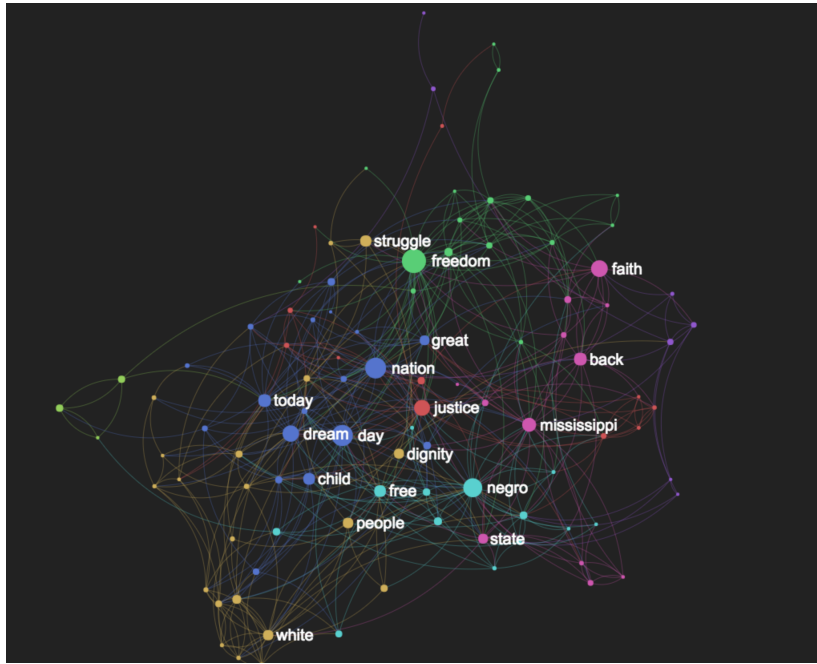 struggle
freedom
faith
great
back
nation
today
justice
mississippi
dream
day
dignity
child
free
negro
people
state
white